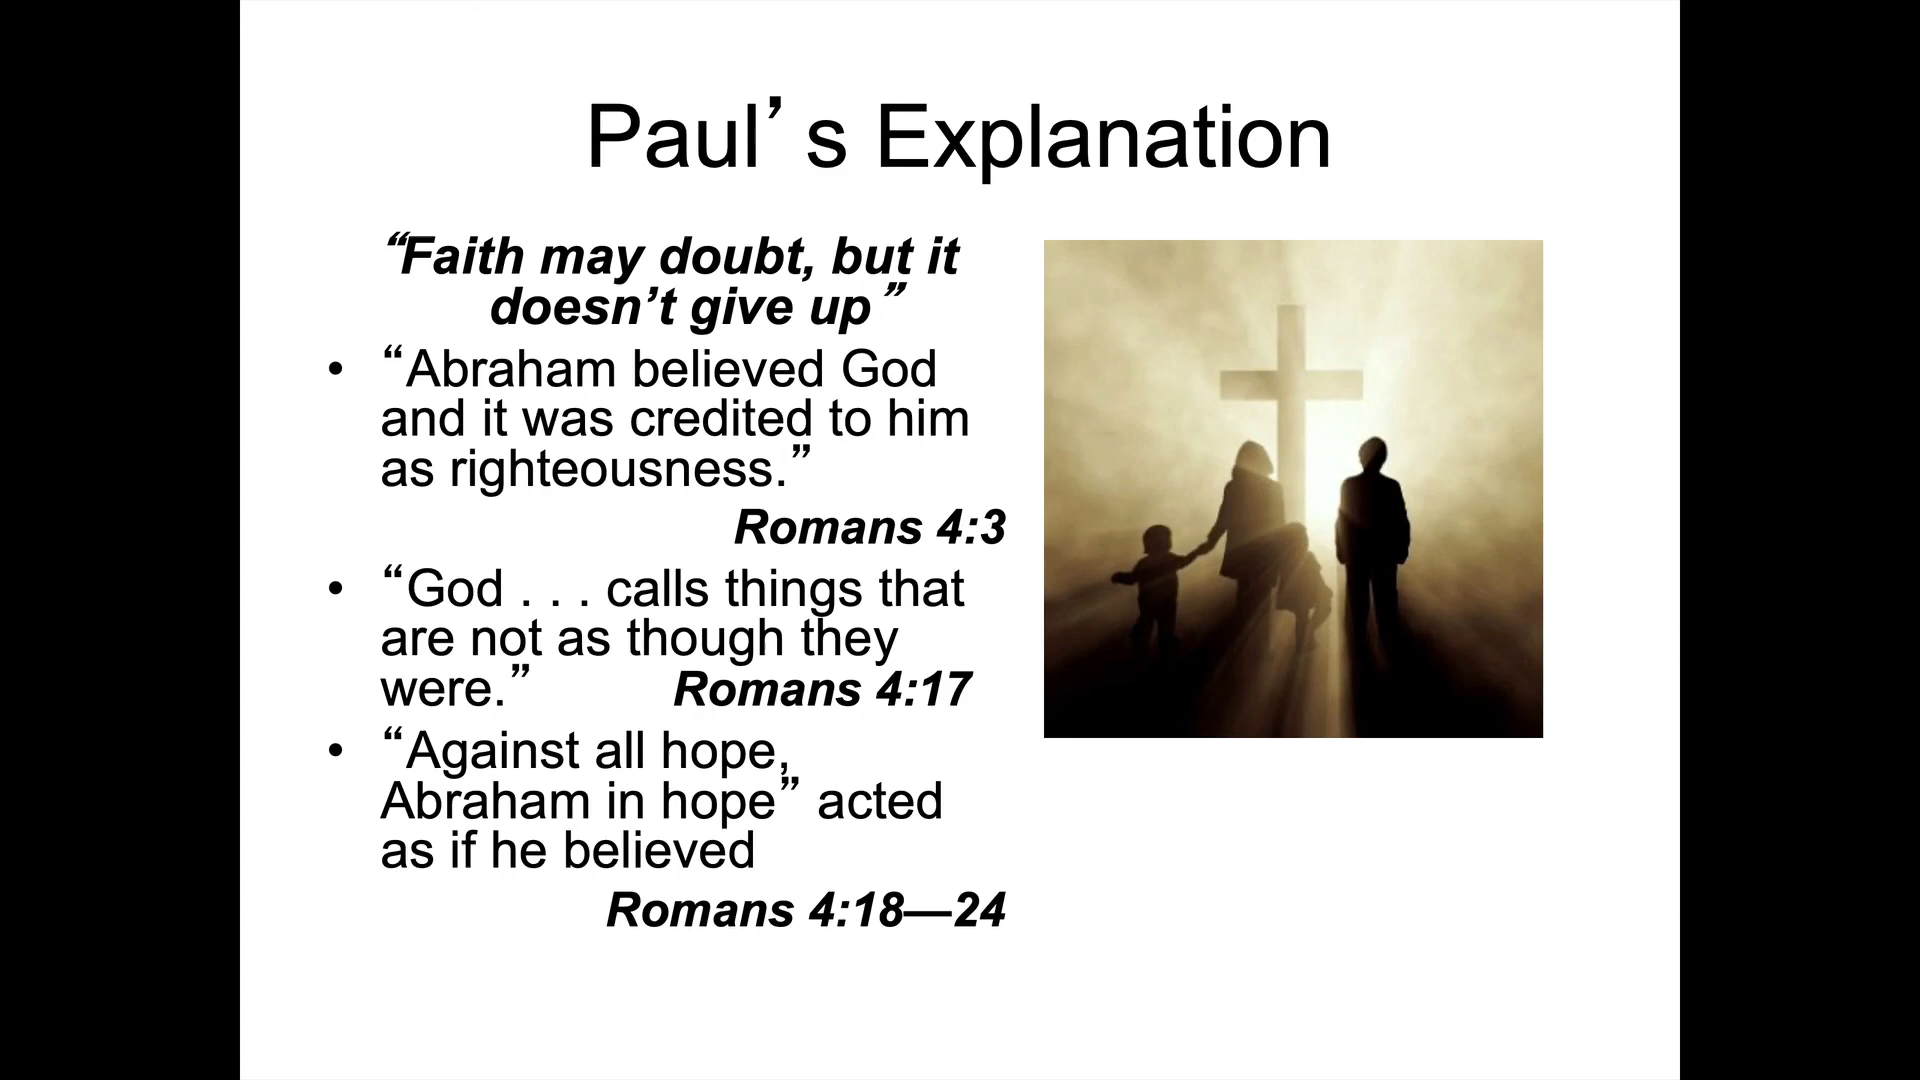 Paul’s Explanation
“Faith may doubt, but it
doesn’t give up”
• “Abraham believed God
and it was credited to him
as righteousness.”
Romans 4:3
• “God . . . calls things that
are not as though they
were.” Romans 4:17
• “Against all hope,
Abraham in hope” acted
as if he believed
Romans 4:18—24